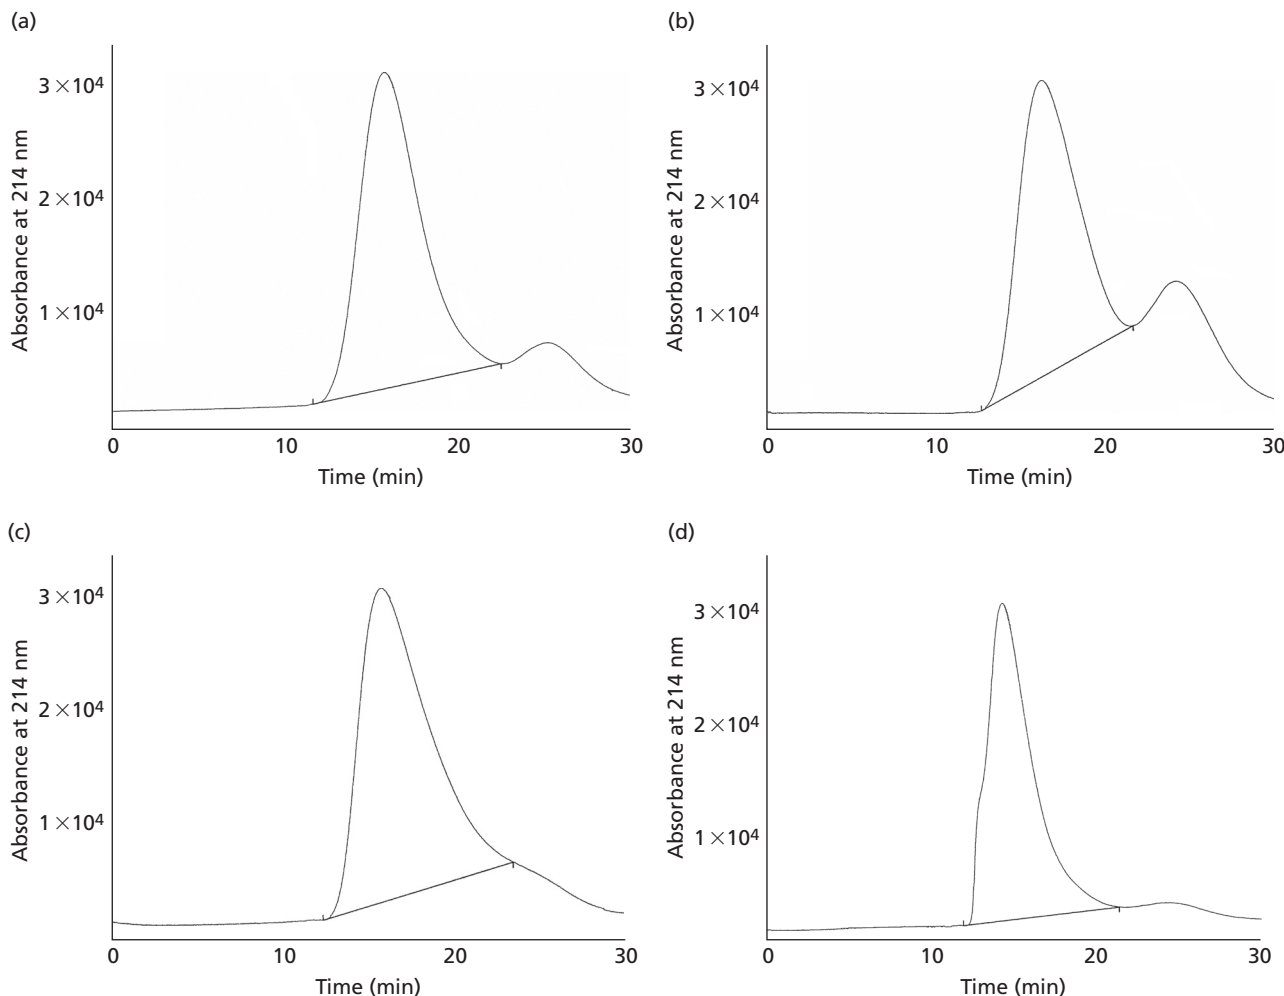 (a)
3×10⁴
2×10⁴
1×10⁴
Absorbance at 214 nm
0 10 20 30
Time (min)
(b)
3×10⁴
2×10⁴
1×10⁴
Absorbance at 214 nm
0 10 20 30
Time (min)
(c)
3×10⁴
2×10⁴
1×10⁴
Absorbance at 214 nm
0 10 20 30
Time (min)
(d)
3×10⁴
2×10⁴
1×10⁴
Absorbance at 214 nm
0 10 20 30
Time (min)